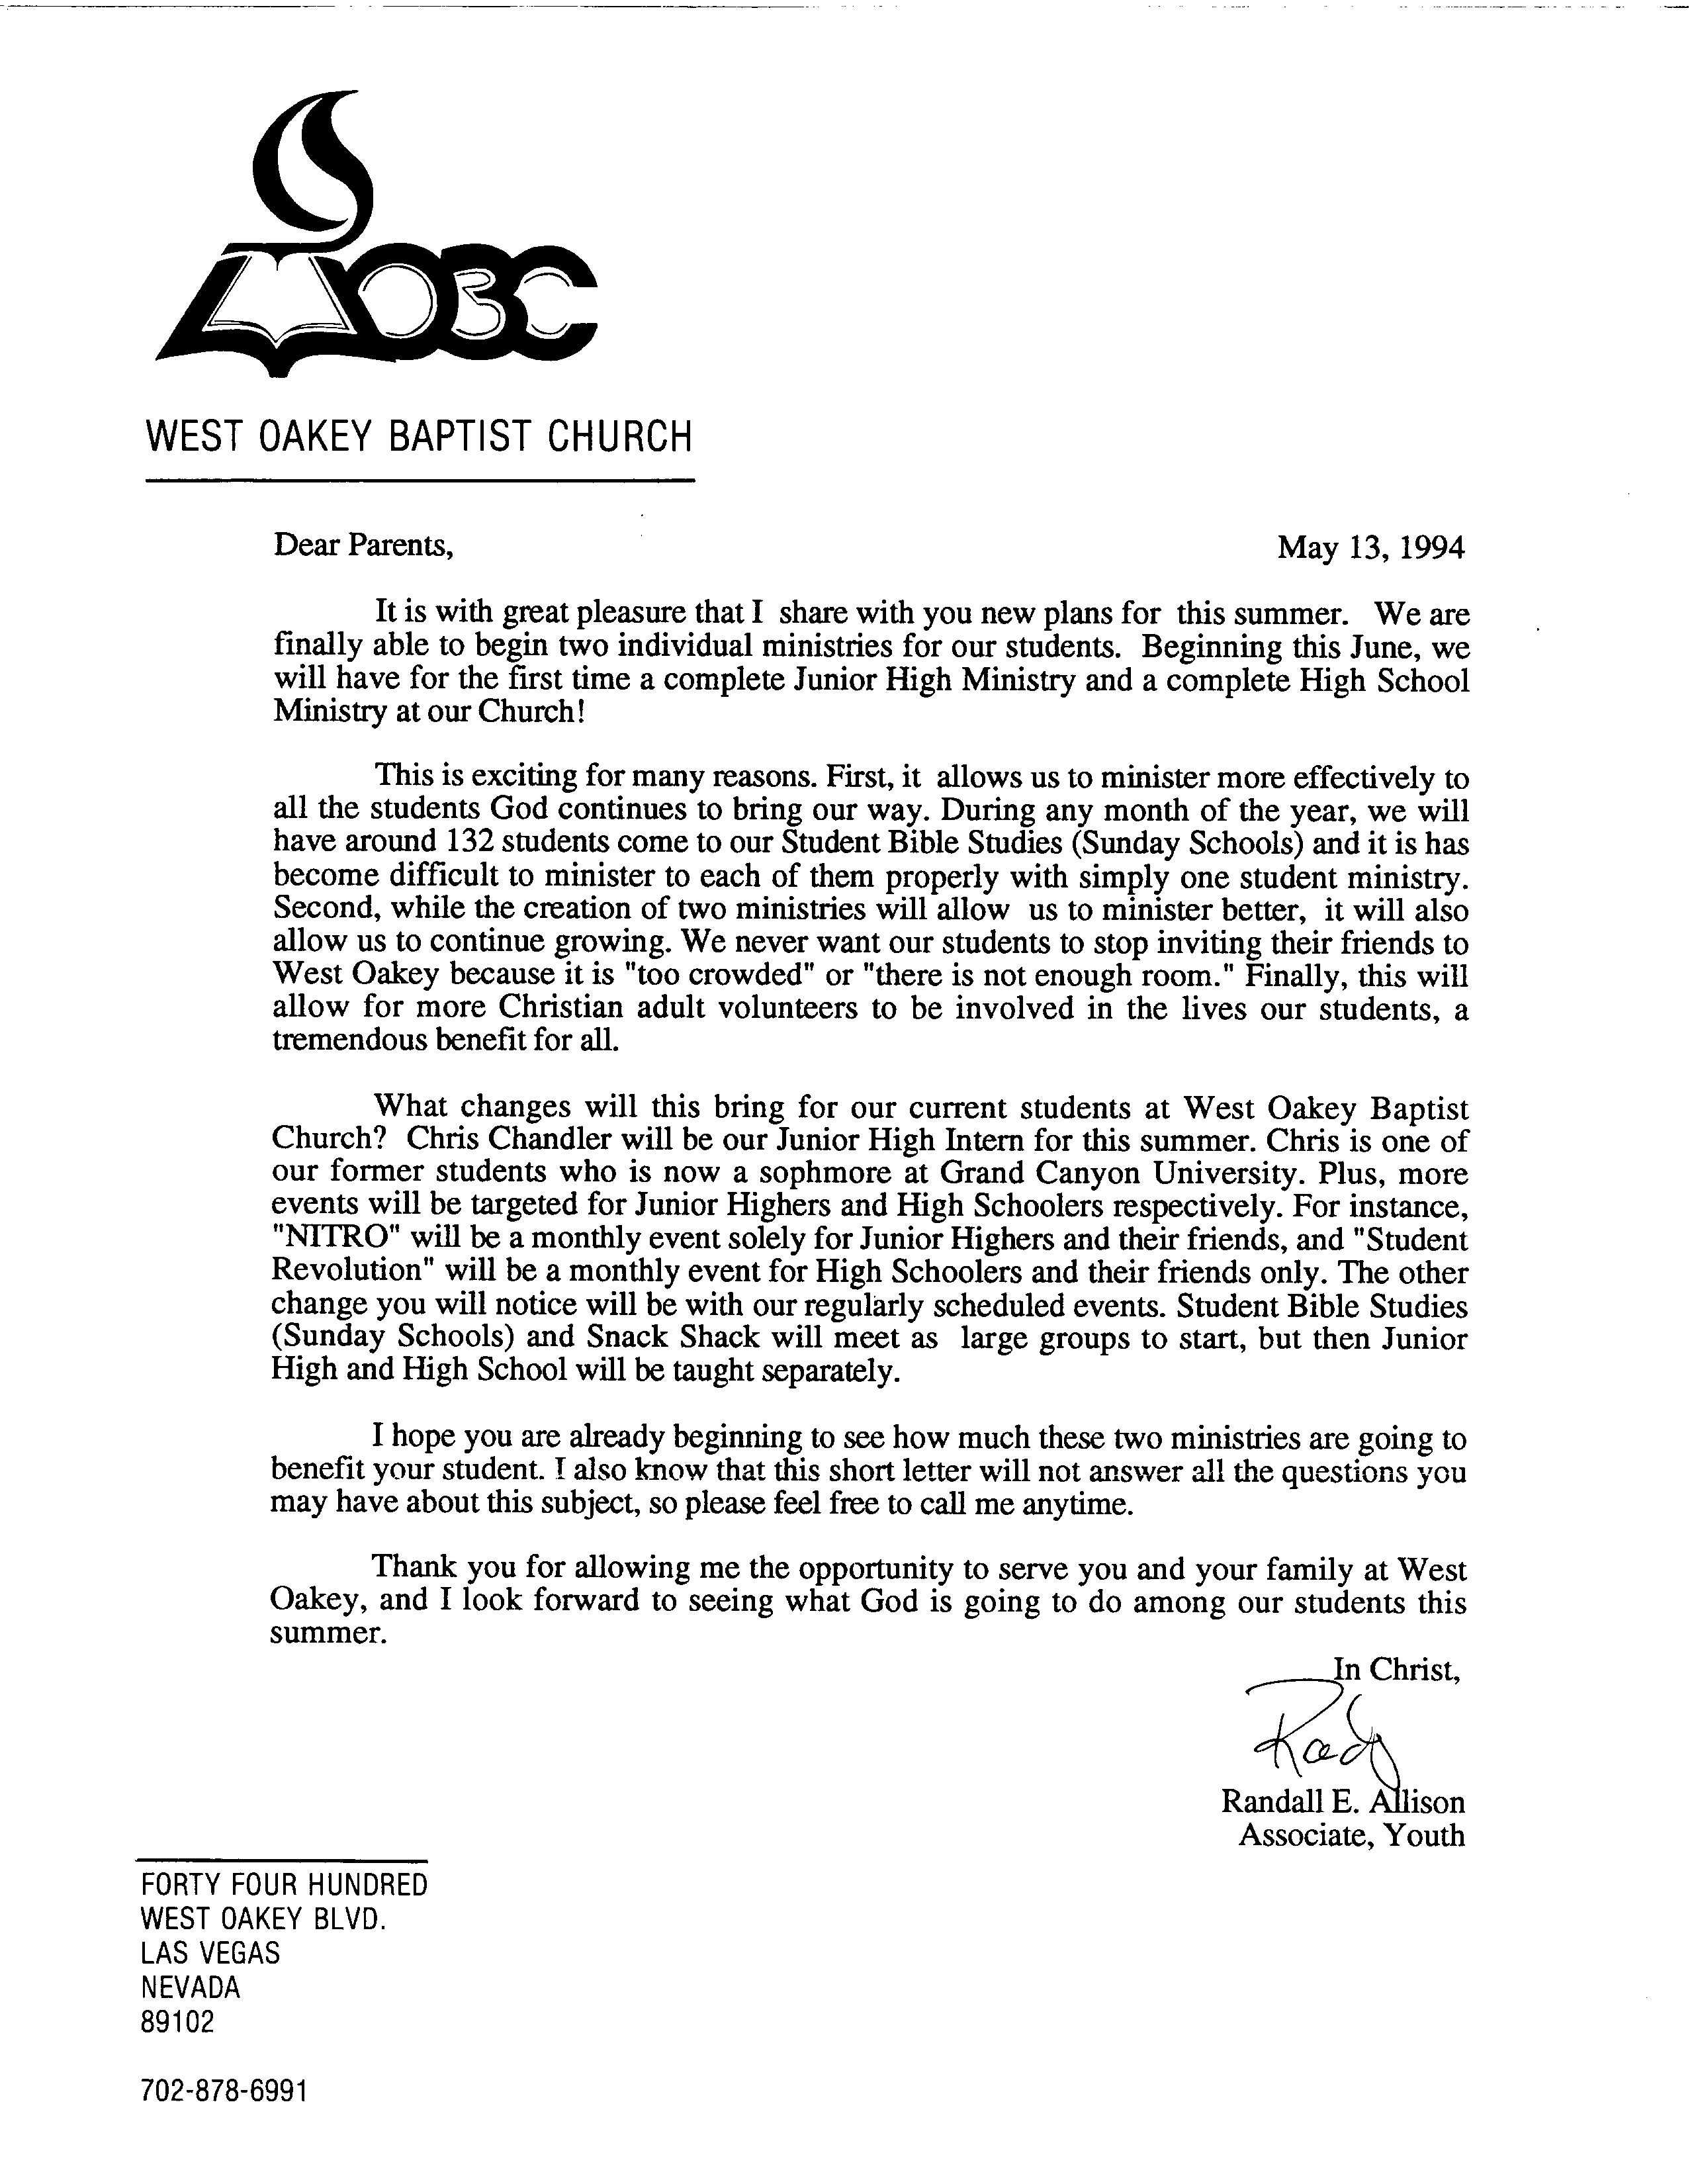 WOBC
WEST OAKEY BAPTIST CHURCH
Dear Parents, May 13, 1994
It is with great pleasure that I share with you new plans for this summer. We are
finally able to begin two individual ministries for our students. Beginning this June, we
will have for the first time a complete Junior High Ministry and a complete High School
Ministry at our Church!
This is exciting for many reasons. First, it allows us to minister more effectively to
all the students God continues to bring our way. During any month of the year, we will
have around 132 students come to our Student Bible Studies (Sunday Schools) and it is has
become difficult to minister to each of them properly with simply one student ministry.
Second, while the creation of two ministries will allow us to minister better, it will also
allow us to continue growing. We never want our students to stop inviting their friends to
West Oakey because it is "too crowded" or "there is not enough room." Finally, this will
allow for more Christian adult volunteers to be involved in the lives our students, a
tremendous benefit for all.
What changes will this bring for our current students at West Oakey Baptist
Church? Chris Chandler will be our Junior High Intern for this summer. Chris is one of
our former students who is now a sophmore at Grand Canyon University. Plus, more
events will be targeted for Junior Highers and High Schoolers respectively. For instance,
"NITRO" will be a monthly event solely for Junior Highers and their friends, and "Student
Revolution" will be a monthly event for High Schoolers and their friends only. The other
change you will notice will be with our regularly scheduled events. Student Bible Studies
(Sunday Schools) and Snack Shack will meet as large groups to start, but then Junior
High and High School will be taught separately.
I hope you are already beginning to see how much these two ministries are going to
benefit your student. I also know that this short letter will not answer all the questions you
may have about this subject, so please feel free to call me anytime.
Thank you for allowing me the opportunity to serve you and your family at West
Oakey, and I look forward to seeing what God is going to do among our students this
summer.
In Christ,
Randall E. Allison
Associate, Youth
FORTY FOUR HUNDRED
WEST OAKEY BLVD.
LAS VEGAS
NEVADA
89102
702-878-6991